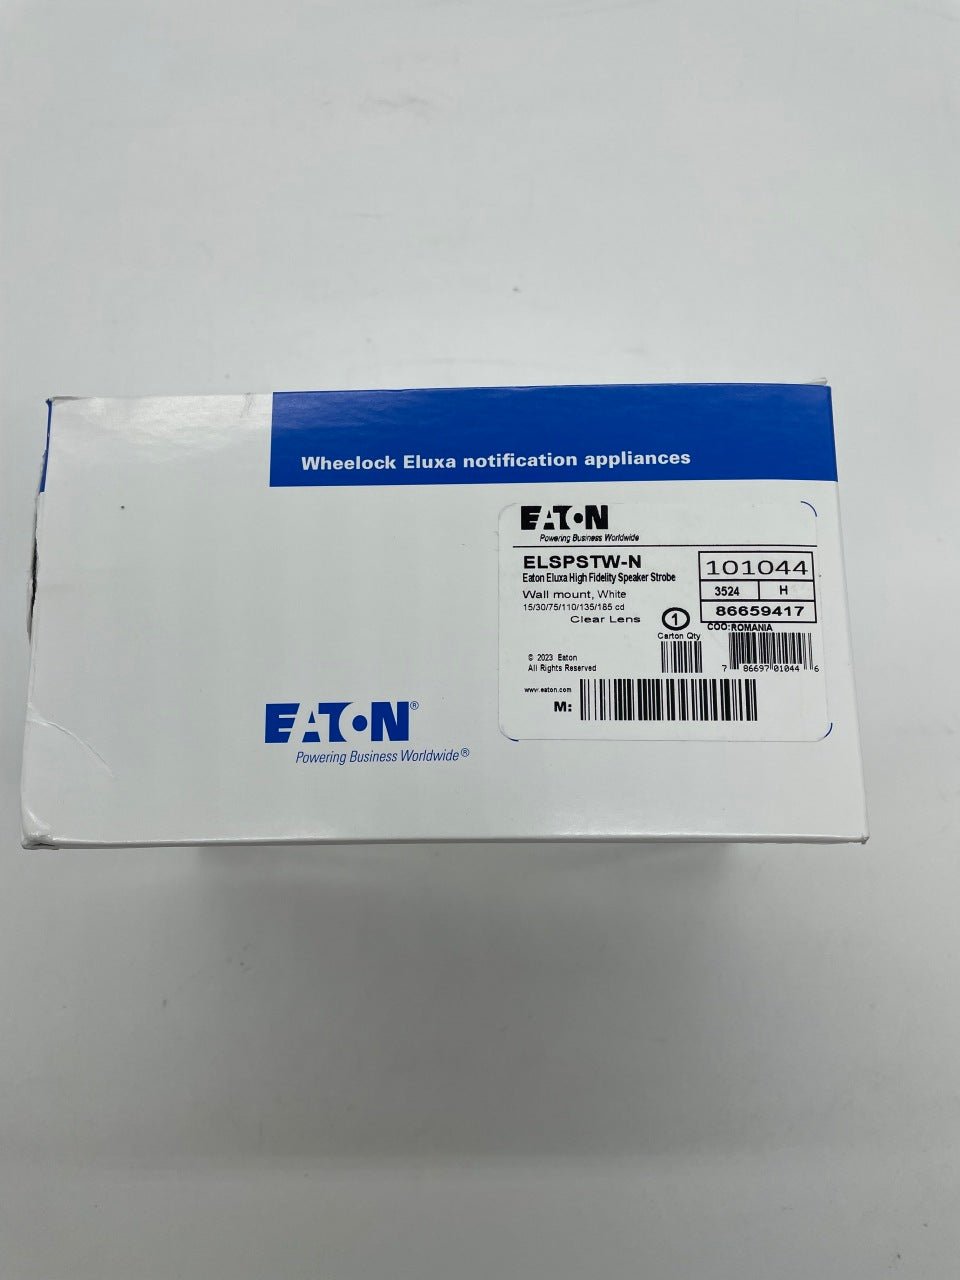 Wheelock Eluxa notification appliances
EATON
Powering Business Worldwide
ELSPSTW-N
Eaton Eluxa High Fidelity Speaker Strobe
Wall mount, White
15/30/75/110/135/185 cd
Clear Lens
101044
3524 H
86659417
COO:ROMANIA
1
Carton Qty
7 86697 01044 6
© 2023 Eaton
All Rights Reserved
www.eaton.com
M:
EATON®
Powering Business Worldwide®